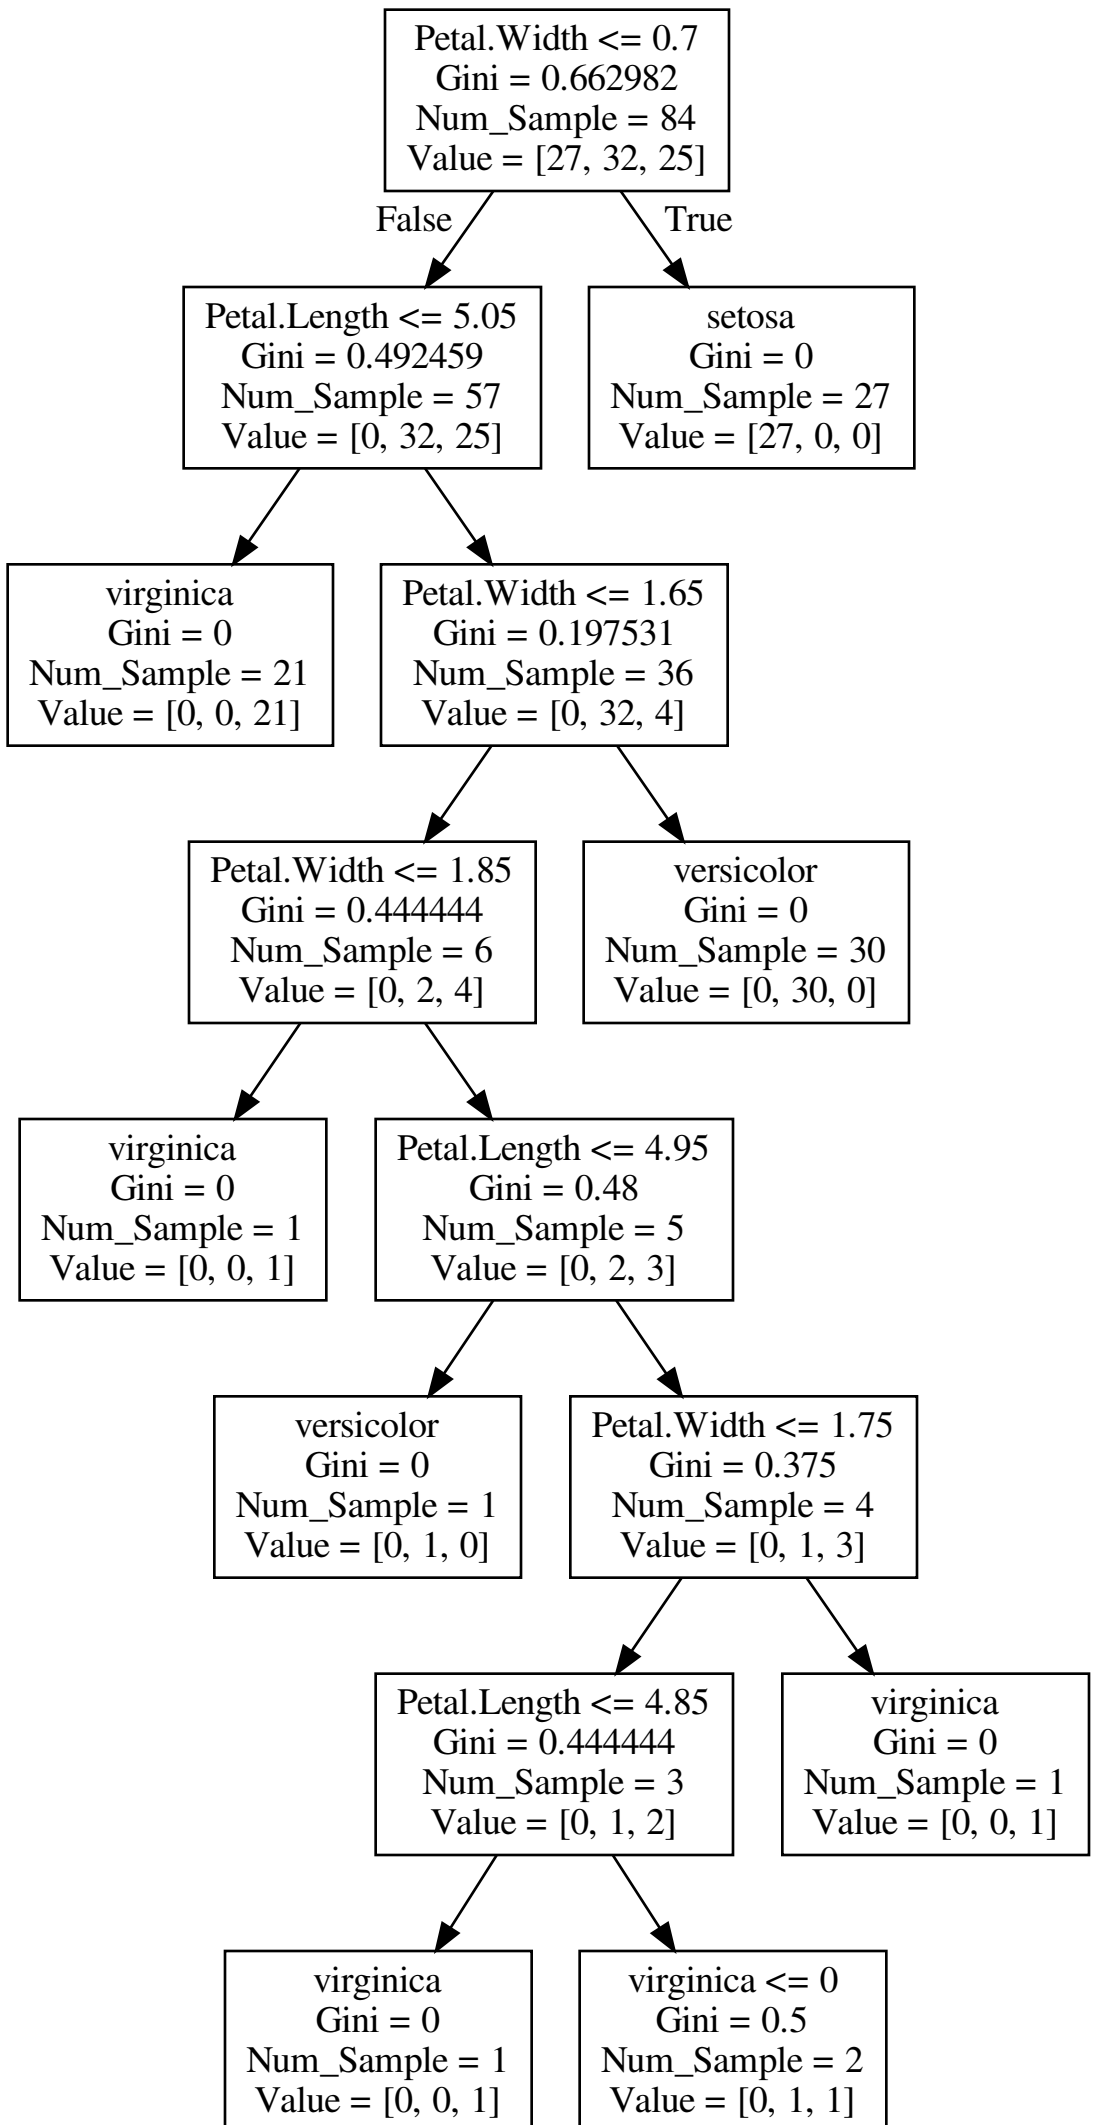 Petal.Width <= 0.7
Gini = 0.662982
Num_Sample = 84
Value = [27, 32, 25]
False
True
Petal.Length <= 5.05
Gini = 0.492459
Num_Sample = 57
Value = [0, 32, 25]
setosa
Gini = 0
Num_Sample = 27
Value = [27, 0, 0]
virginica
Gini = 0
Num_Sample = 21
Value = [0, 0, 21]
Petal.Width <= 1.65
Gini = 0.197531
Num_Sample = 36
Value = [0, 32, 4]
Petal.Width <= 1.85
Gini = 0.444444
Num_Sample = 6
Value = [0, 2, 4]
versicolor
Gini = 0
Num_Sample = 30
Value = [0, 30, 0]
virginica
Gini = 0
Num_Sample = 1
Value = [0, 0, 1]
Petal.Length <= 4.95
Gini = 0.48
Num_Sample = 5
Value = [0, 2, 3]
versicolor
Gini = 0
Num_Sample = 1
Value = [0, 1, 0]
Petal.Width <= 1.75
Gini = 0.375
Num_Sample = 4
Value = [0, 1, 3]
Petal.Length <= 4.85
Gini = 0.444444
Num_Sample = 3
Value = [0, 1, 2]
virginica
Gini = 0
Num_Sample = 1
Value = [0, 0, 1]
virginica
Gini = 0
Num_Sample = 1
Value = [0, 0, 1]
virginica <= 0
Gini = 0.5
Num_Sample = 2
Value = [0, 1, 1]